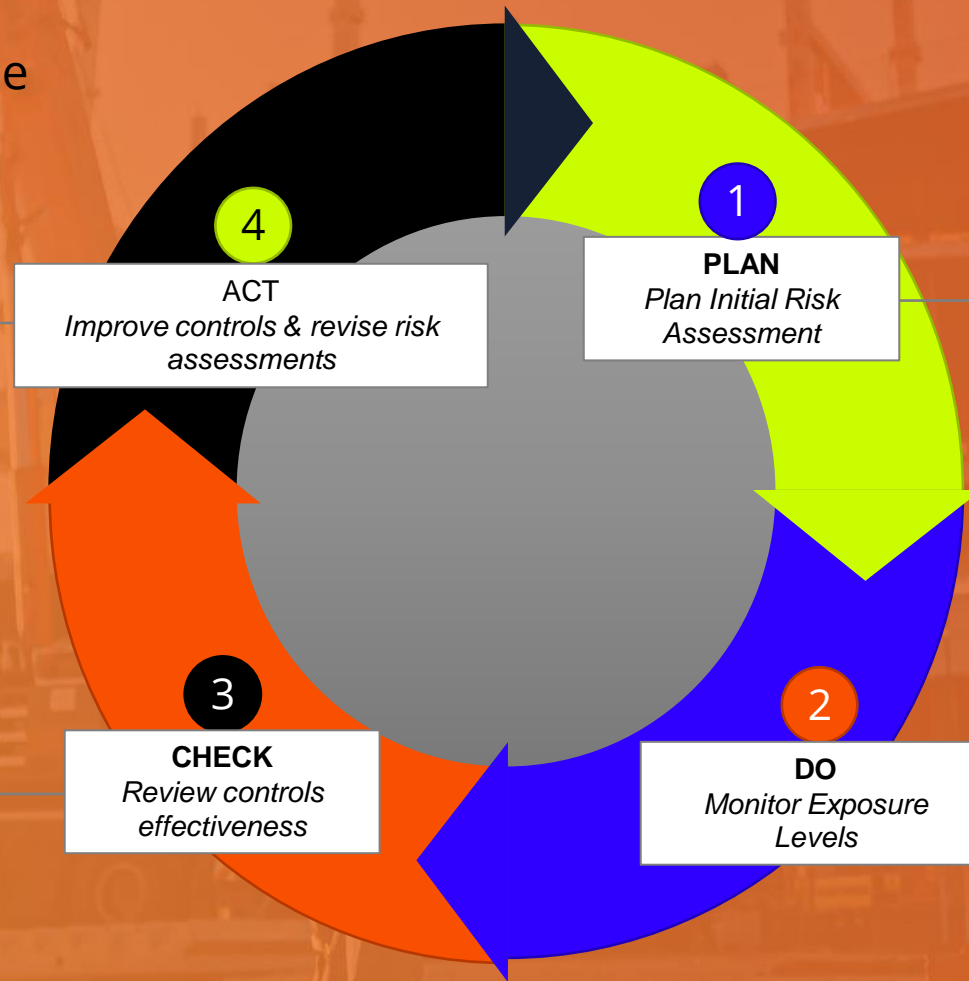 e
1
PLAN
Plan Initial Risk
Assessment
2
DO
Monitor Exposure
Levels
3
CHECK
Review controls
effectiveness
4
ACT
Improve controls & revise risk
assessments